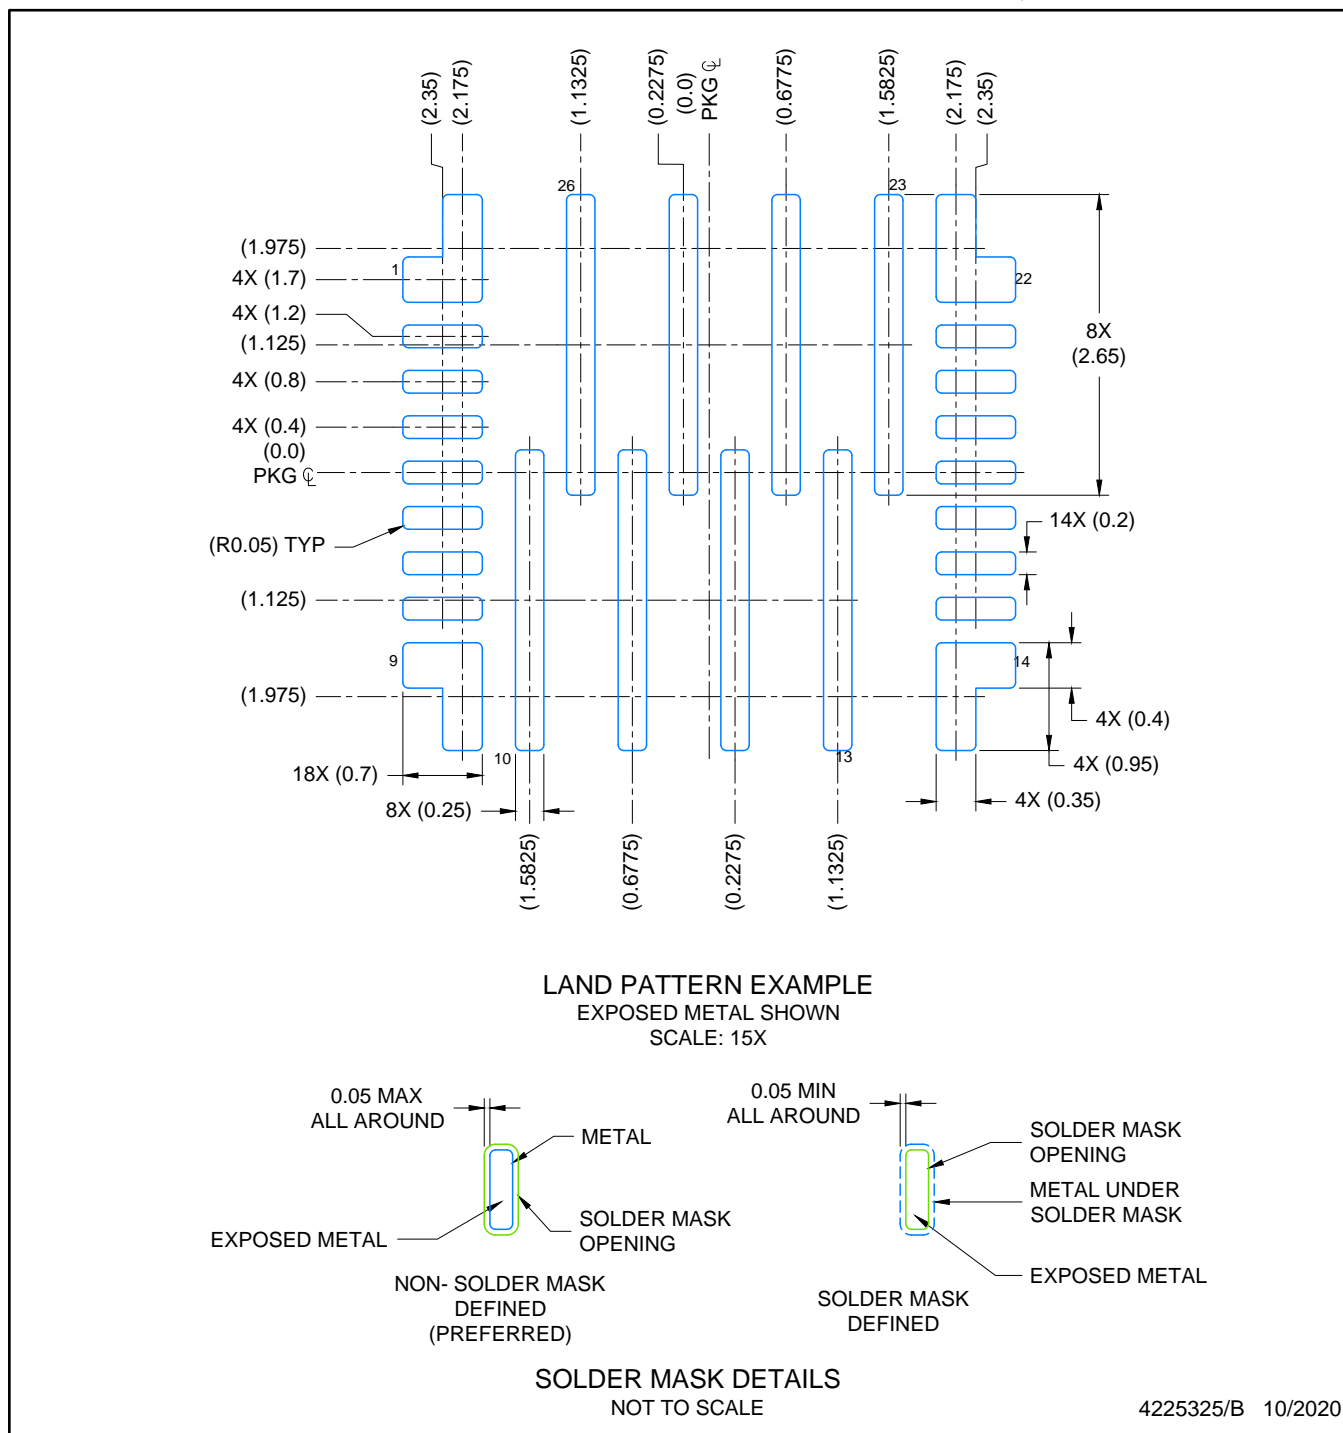 (2.35)
(2.175)
(1.1325)
(0.2275)
(0.0)
PKG ℄
(0.6775)
(1.5825)
(2.175)
(2.35)
26
23
(1.975)
1
4X (1.7)
22
4X (1.2)
(1.125)
8X
(2.65)
4X (0.8)
4X (0.4)
(0.0)
PKG ℄
14X (0.2)
(R0.05) TYP
(1.125)
9
14
(1.975)
4X (0.4)
10
13
4X (0.95)
18X (0.7)
8X (0.25)
4X (0.35)
(1.5825)
(0.6775)
(0.2275)
(1.1325)
LAND PATTERN EXAMPLE
EXPOSED METAL SHOWN
SCALE: 15X
0.05 MAX
ALL AROUND
METAL
EXPOSED METAL
SOLDER MASK
OPENING
NON- SOLDER MASK
DEFINED
(PREFERRED)
0.05 MIN
ALL AROUND
SOLDER MASK
OPENING
METAL UNDER
SOLDER MASK
EXPOSED METAL
SOLDER MASK
DEFINED
SOLDER MASK DETAILS
NOT TO SCALE
4225325/B 10/2020